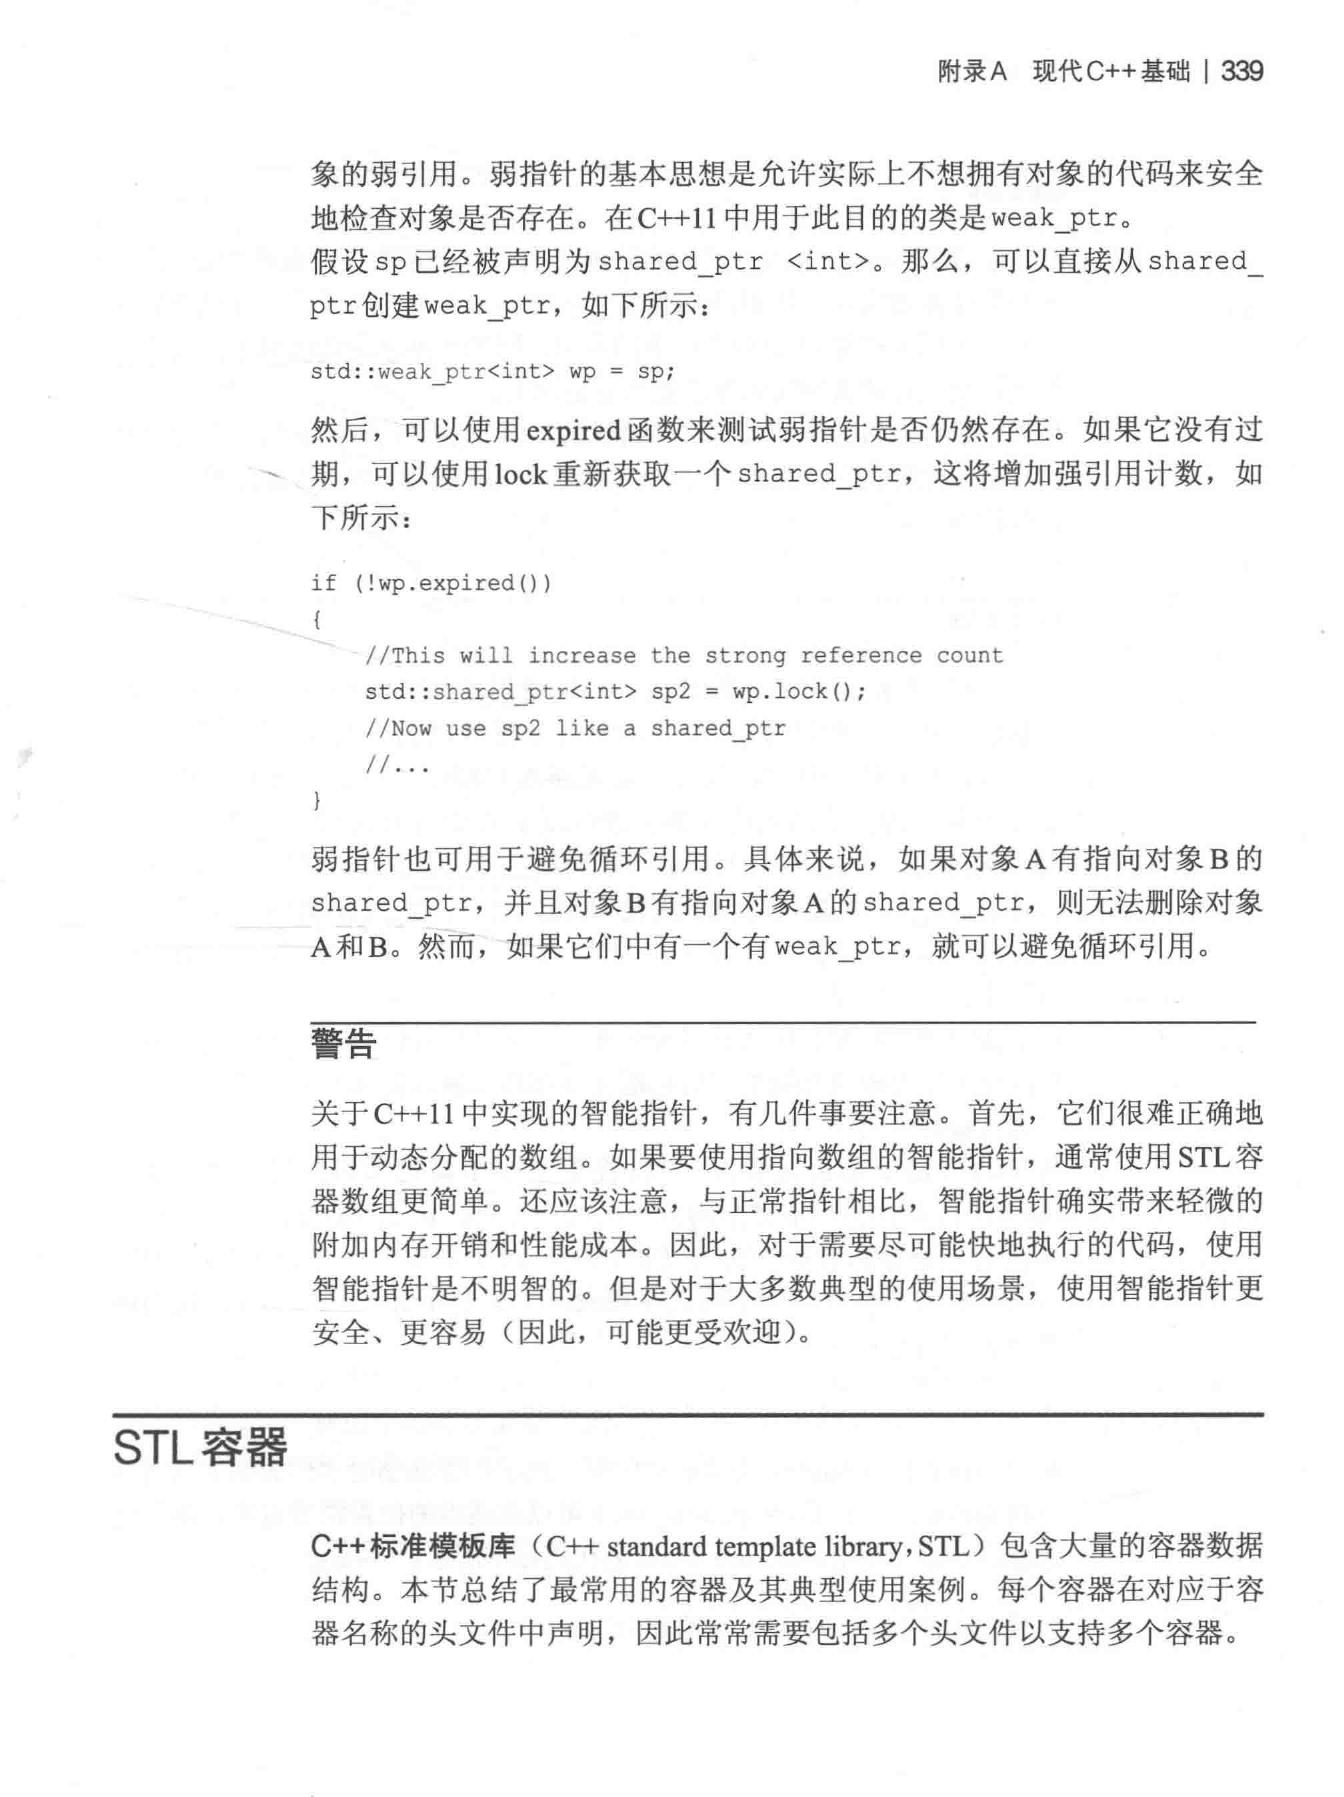 附录A 现代C++基础 | 339
象的弱引用。弱指针的基本思想是允许实际上不想拥有对象的代码来安全
地检查对象是否存在。在C++11中用于此目的的类是weak_ptr。
假设sp已经被声明为shared_ptr <int>。那么，可以直接从shared_
ptr创建weak_ptr，如下所示：
std::weak_ptr<int> wp = sp;
然后，可以使用expired函数来测试弱指针是否仍然存在。如果它没有过
期，可以使用lock重新获取一个shared_ptr，这将增加强引用计数，如
下所示：
if (!wp.expired())
{
//This will increase the strong reference count
std::shared_ptr<int> sp2 = wp.lock();
//Now use sp2 like a shared_ptr
//...
}
弱指针也可用于避免循环引用。具体来说，如果对象A有指向对象B的
shared_ptr，并且对象B有指向对象A的shared_ptr，则无法删除对象
A和B。然而，如果它们中有一个有weak_ptr，就可以避免循环引用。
警告
关于C++11中实现的智能指针，有几件事要注意。首先，它们很难正确地
用于动态分配的数组。如果要使用指向数组的智能指针，通常使用STL容
器数组更简单。还应该注意，与正常指针相比，智能指针确实带来轻微的
附加内存开销和性能成本。因此，对于需要尽可能快地执行的代码，使用
智能指针是不明智的。但是对于大多数典型的使用场景，使用智能指针更
安全、更容易（因此，可能更受欢迎）。
STL容器
C++标准模板库（C++ standard template library，STL）包含大量的容器数据
结构。本节总结了最常用的容器及其典型使用案例。每个容器在对应于容
器名称的头文件中声明，因此常常需要包括多个头文件以支持多个容器。